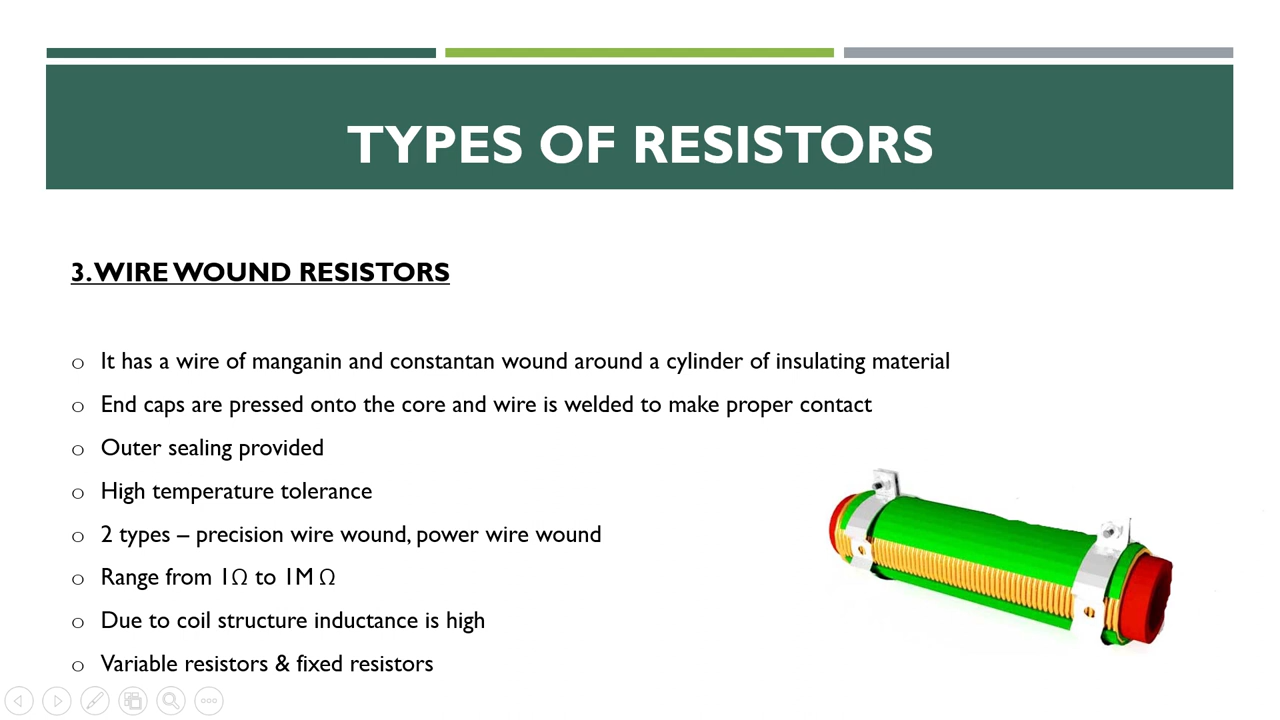 TYPES OF RESISTORS
3. WIRE WOUND RESISTORS
o It has a wire of manganin and constantan wound around a cylinder of insulating material
o End caps are pressed onto the core and wire is welded to make proper contact
o Outer sealing provided
o High temperature tolerance
o 2 types – precision wire wound, power wire wound
o Range from 1Ω to 1M Ω
o Due to coil structure inductance is high
o Variable resistors & fixed resistors